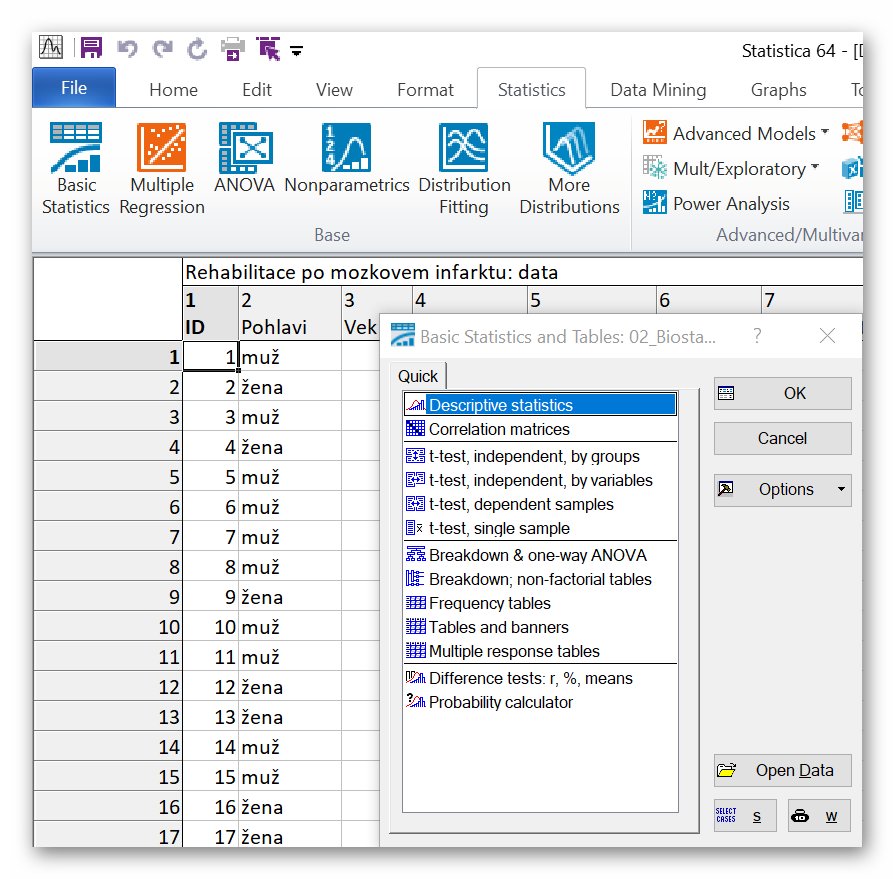 Statistica 64 - [D
File Home Edit View Format Statistics Data Mining Graphs To
Basic Statistics
Multiple Regression
ANOVA
Nonparametrics
Distribution Fitting
More Distributions
Advanced Models
Mult/Exploratory
Power Analysis
Base
Advanced/Multivar
Rehabilitace po mozkovem infarktu: data
1 2 3 4 5 6 7
ID Pohlavi Vek
1 1 muž
2 2 žena
3 3 muž
4 4 žena
5 5 muž
6 6 muž
7 7 muž
8 8 muž
9 9 žena
10 10 muž
11 11 muž
12 12 žena
13 13 žena
14 14 muž
15 15 muž
16 16 žena
17 17 žena
Basic Statistics and Tables: 02_Biosta... ?
Quick
Descriptive statistics
Correlation matrices
t-test, independent, by groups
t-test, independent, by variables
t-test, dependent samples
t-test, single sample
Breakdown & one-way ANOVA
Breakdown; non-factorial tables
Frequency tables
Tables and banners
Multiple response tables
Difference tests: r, %, means
Probability calculator
OK
Cancel
Options
Open Data
SELECT CASES S
W